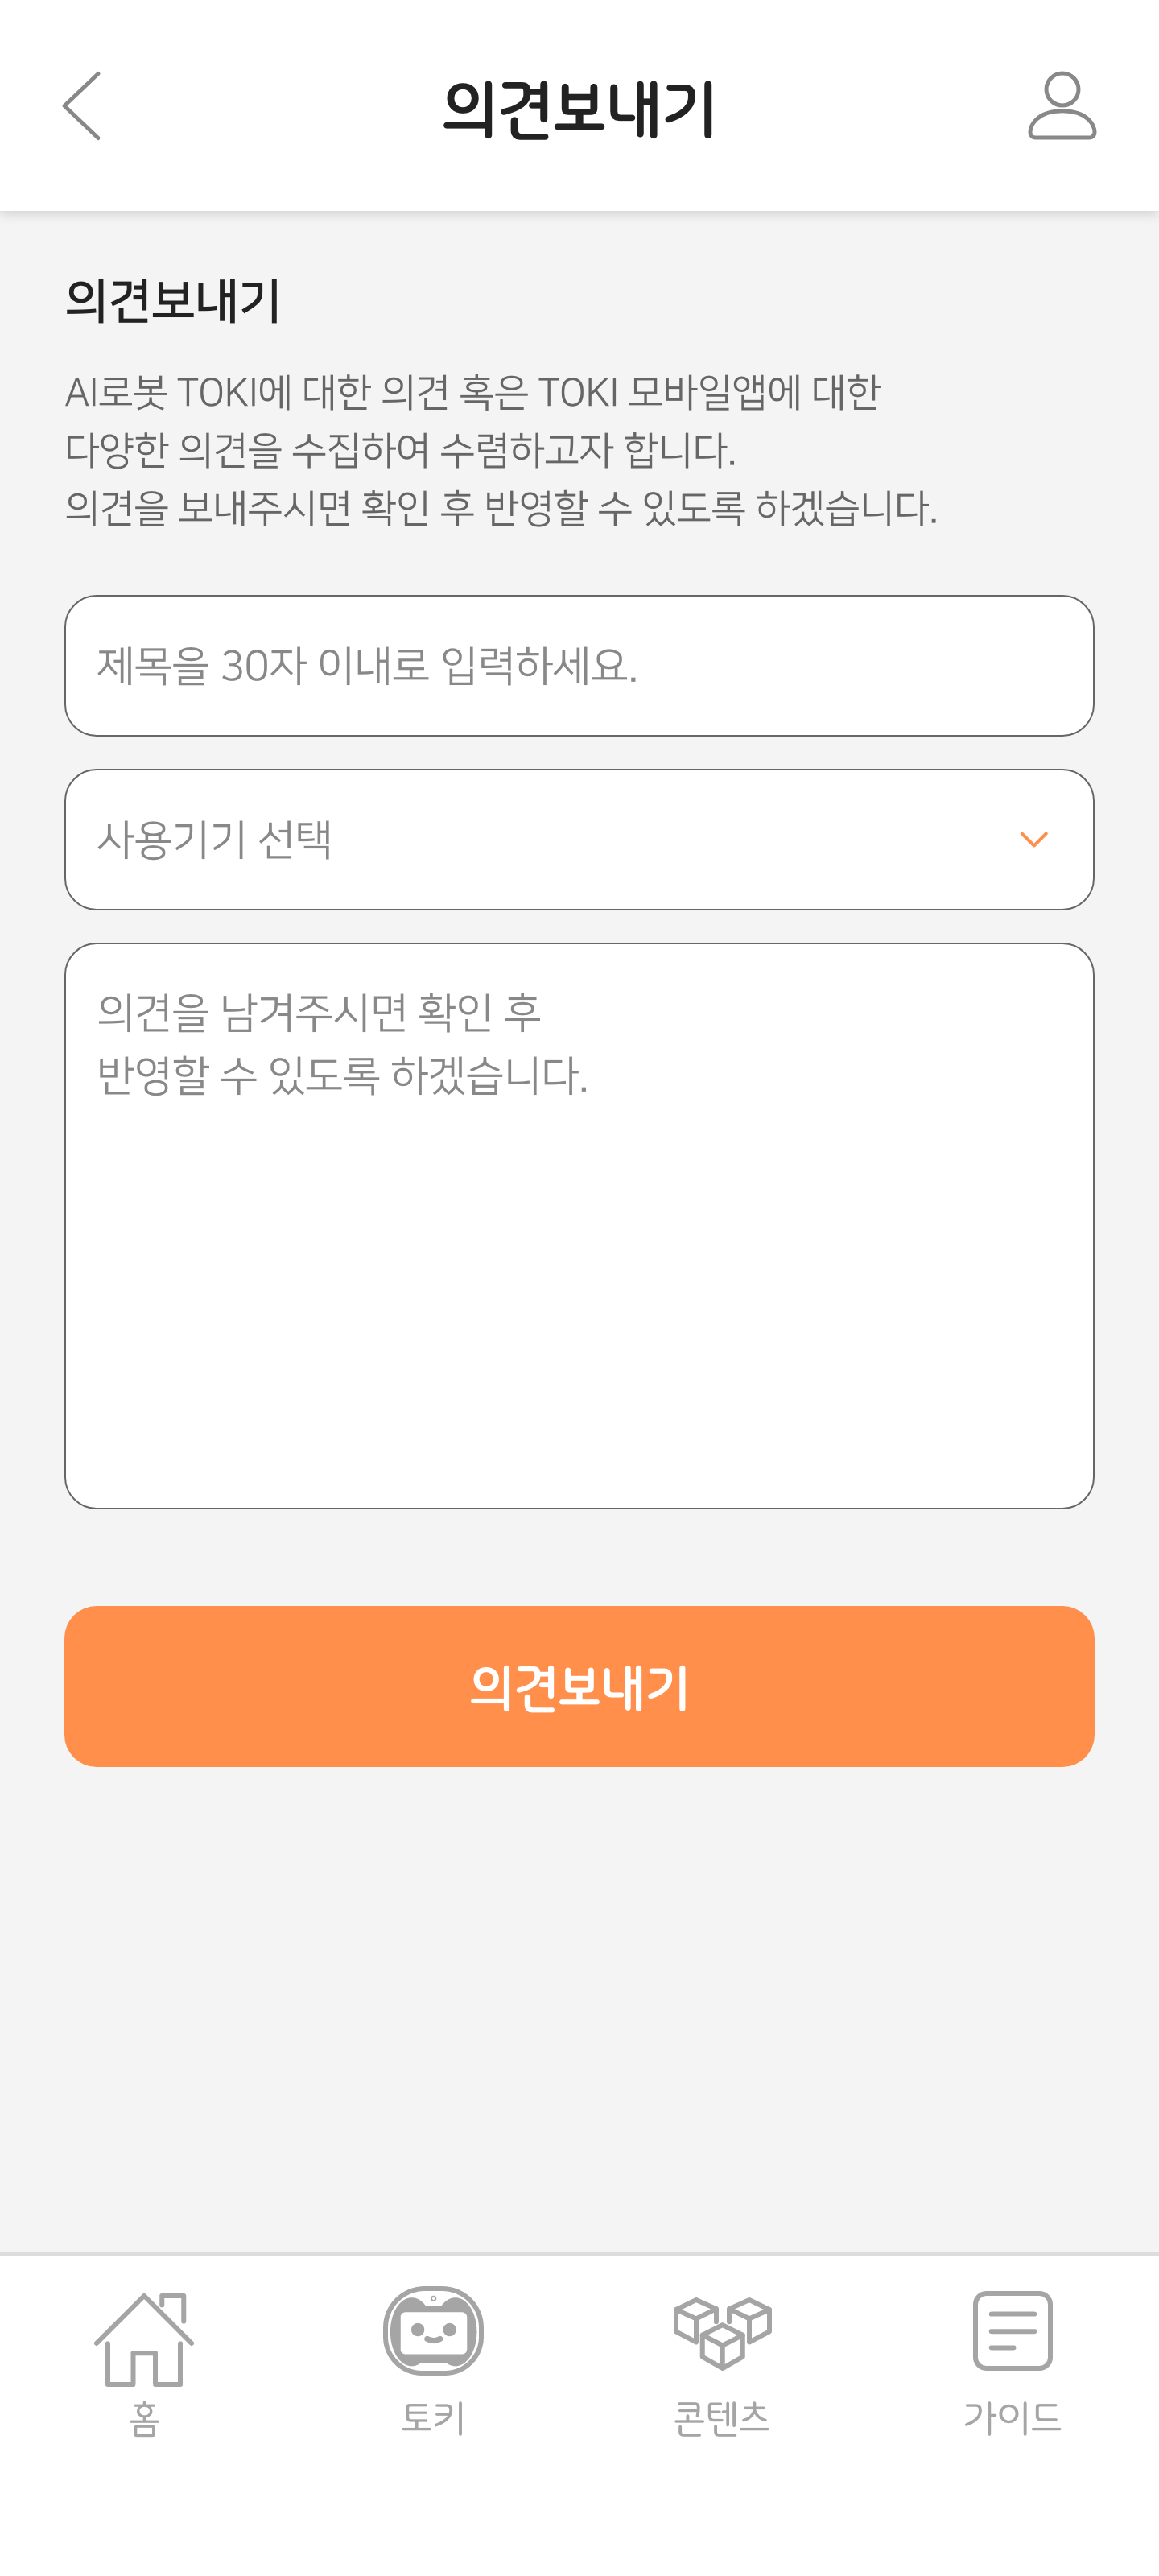 의견보내기
의견보내기
AI로봇 TOKI에 대한 의견 혹은 TOKI 모바일앱에 대한
다양한 의견을 수집하여 수렴하고자 합니다.
의견을 보내주시면 확인 후 반영할 수 있도록 하겠습니다.
제목을 30자 이내로 입력하세요.
사용기기 선택
의견을 남겨주시면 확인 후
반영할 수 있도록 하겠습니다.
의견보내기
홈
토키
콘텐츠
가이드